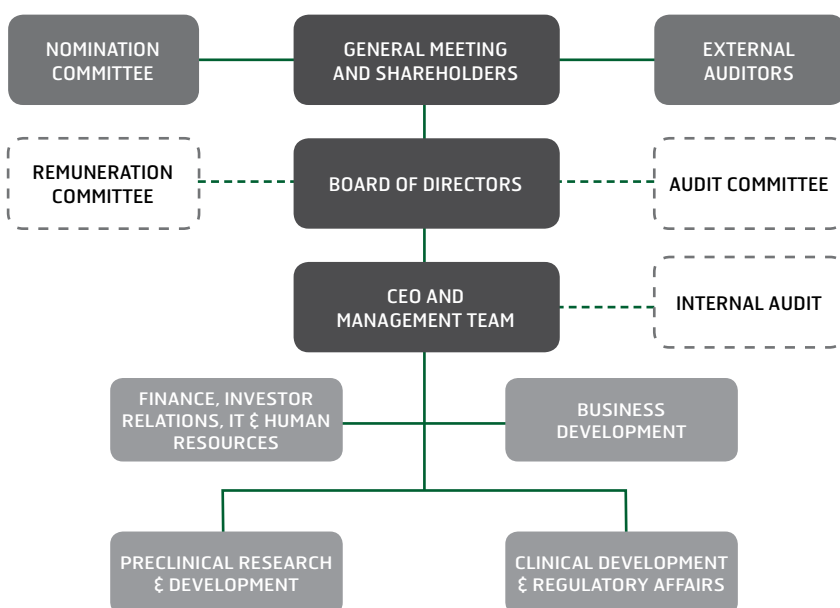 NOMINATION
COMMITTEE
GENERAL MEETING
AND SHAREHOLDERS
EXTERNAL
AUDITORS
REMUNERATION
COMMITTEE
BOARD OF DIRECTORS
AUDIT COMMITTEE
CEO AND
MANAGEMENT TEAM
INTERNAL AUDIT
FINANCE, INVESTOR
RELATIONS, IT & HUMAN
RESOURCES
BUSINESS
DEVELOPMENT
PRECLINICAL RESEARCH
& DEVELOPMENT
CLINICAL DEVELOPMENT
& REGULATORY AFFAIRS